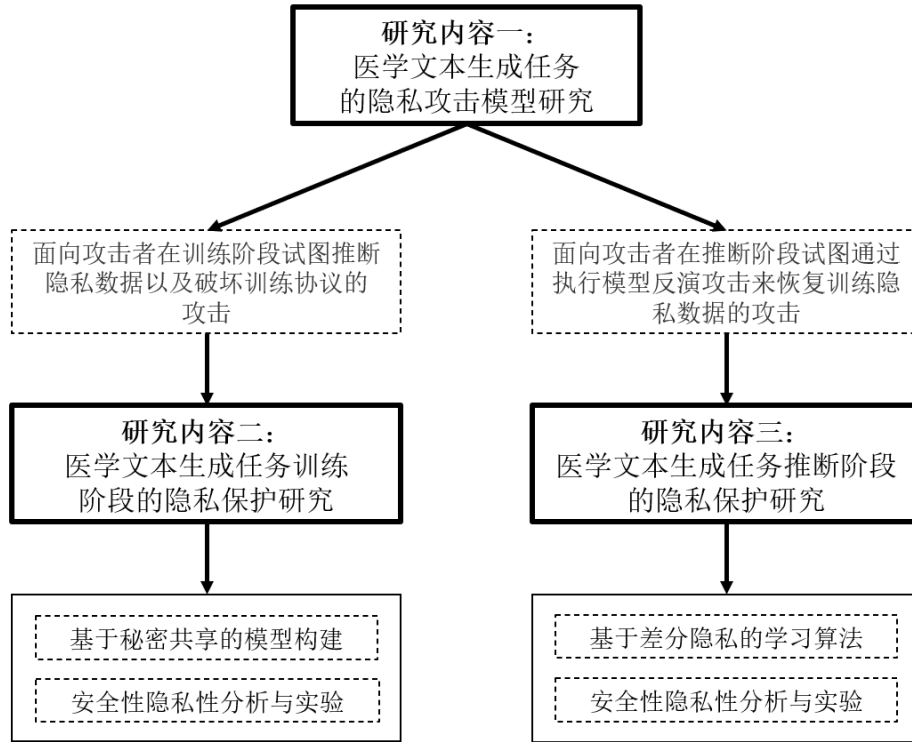 研究内容一：
医学文本生成任务
的隐私攻击模型研究
面向攻击者在训练阶段试图推断
隐私数据以及破坏训练协议的
攻击
面向攻击者在推断阶段试图通过
执行模型反演攻击来恢复训练隐
私数据的攻击
研究内容二：
医学文本生成任务训练
阶段的隐私保护研究
研究内容三：
医学文本生成任务推断阶段
的隐私保护研究
基于秘密共享的模型构建
安全性隐私性分析与实验
基于差分隐私的学习算法
安全性隐私性分析与实验